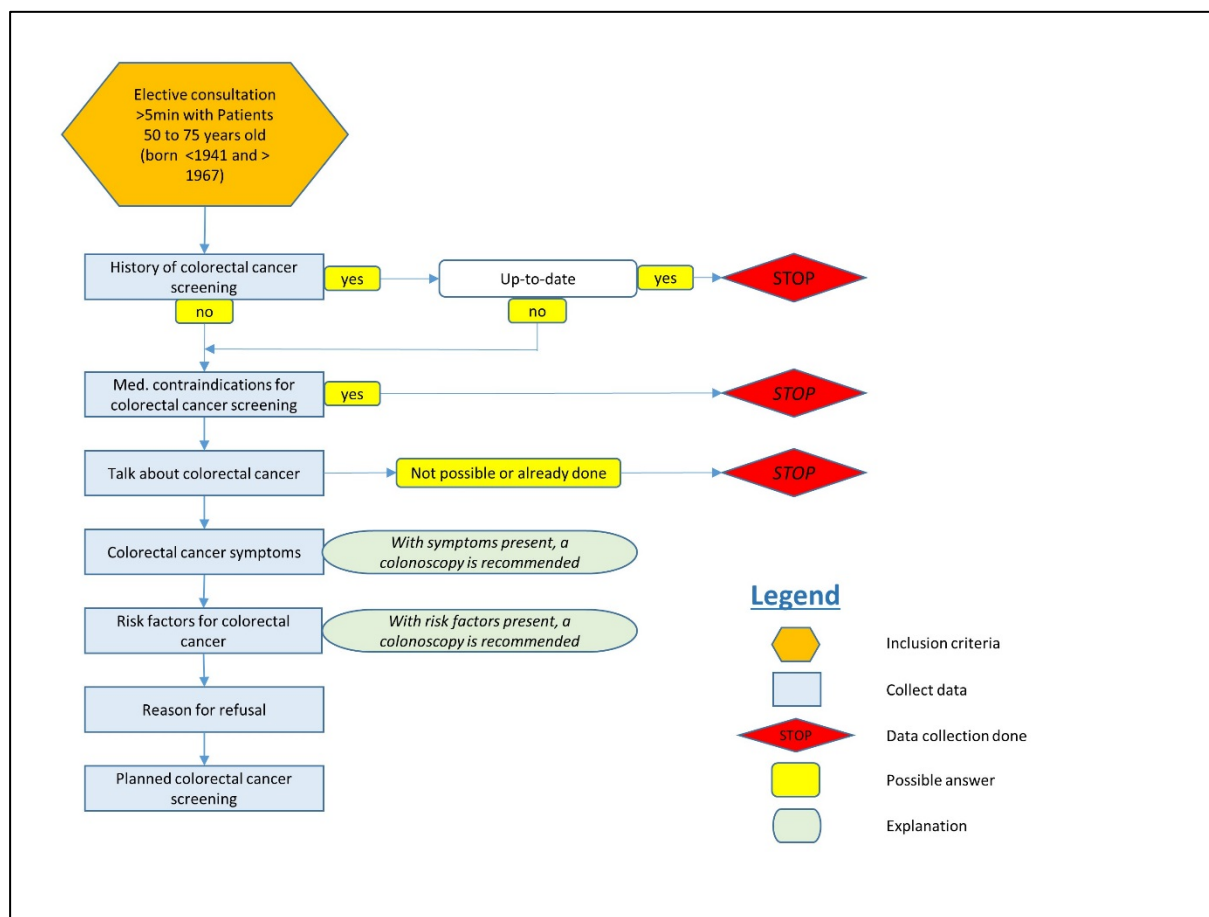 Elective consultation
>5min with Patients
50 to 75 years old
(born <1941 and >
1967)
History of colorectal cancer
screening
yes
Up-to-date
yes
STOP
no
no
Med. contraindications for
colorectal cancer screening
yes
STOP
Talk about colorectal cancer
Not possible or already done
STOP
Colorectal cancer symptoms
With symptoms present, a
colonoscopy is recommended
Risk factors for colorectal
cancer
With risk factors present, a
colonoscopy is recommended
Reason for refusal
Planned colorectal cancer
screening
Legend
Inclusion criteria
Collect data
STOP
Data collection done
Possible answer
Explanation